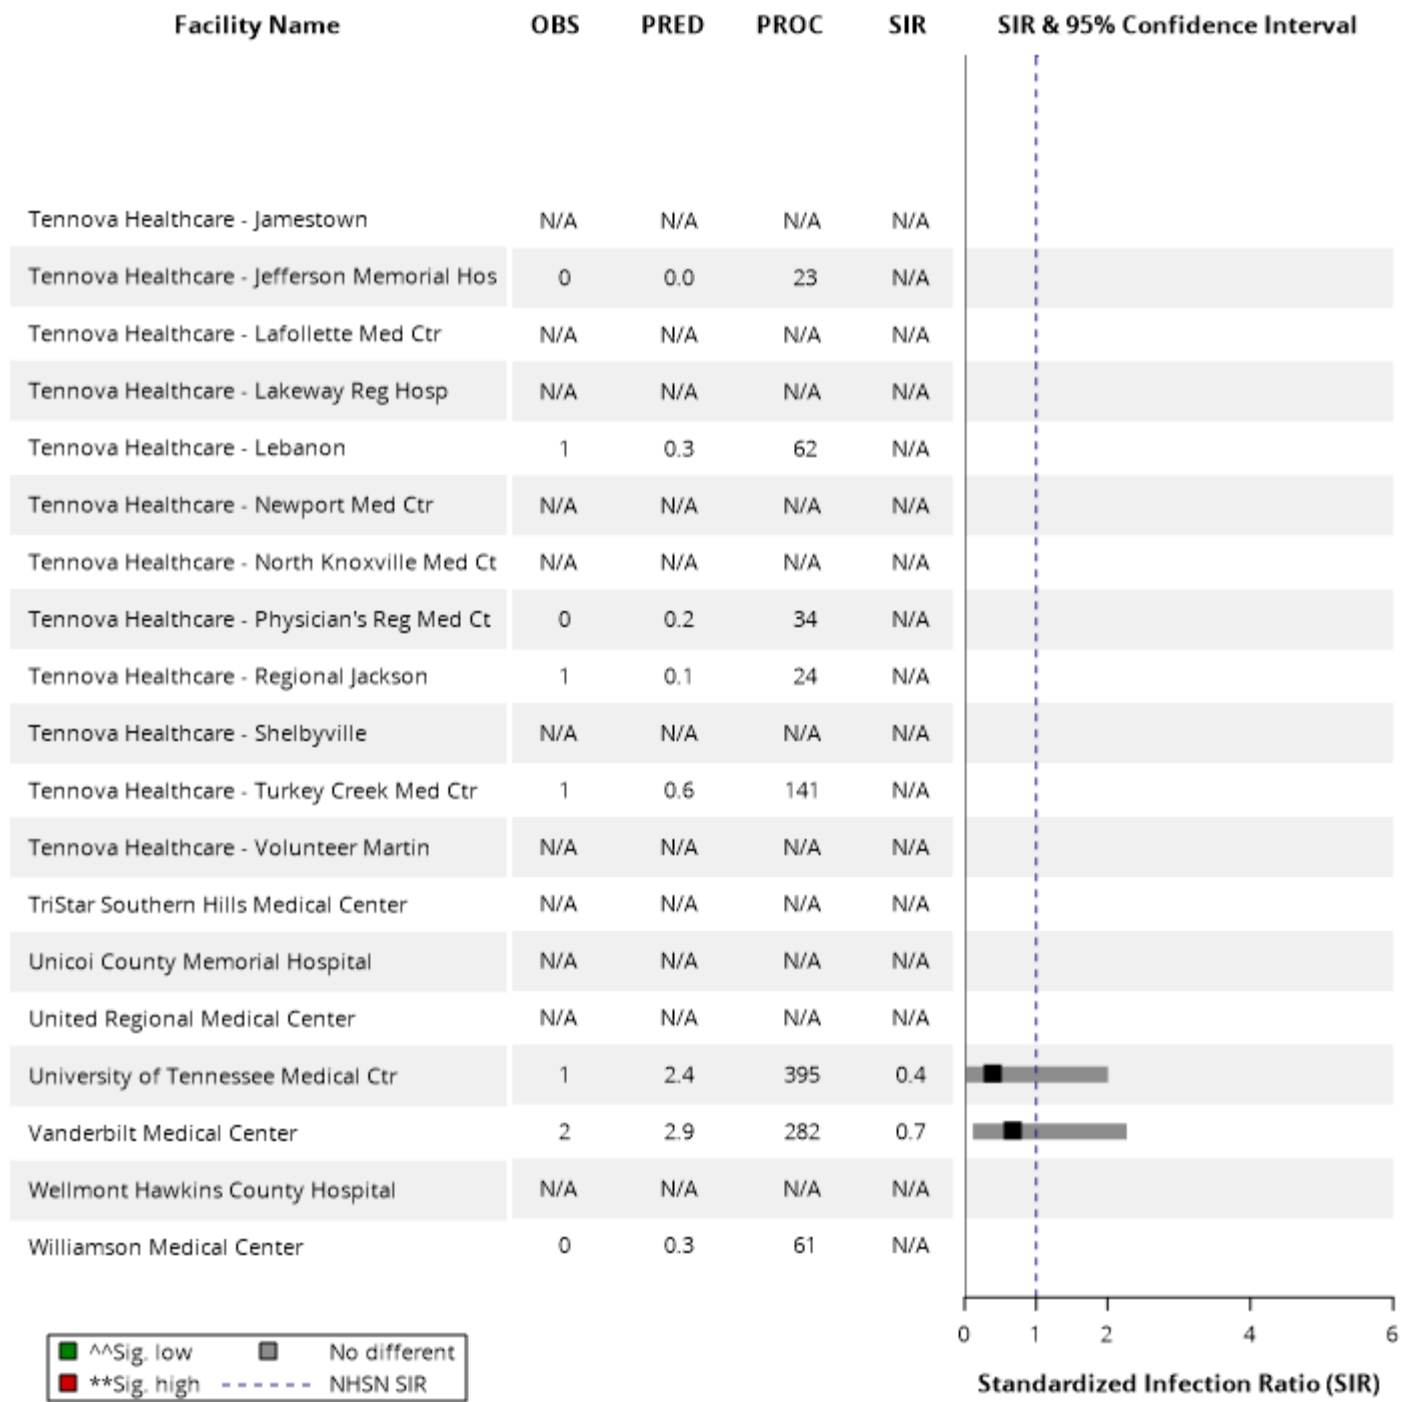 Facility Name OBS PRED PROC SIR SIR & 95% Confidence Interval
Tennova Healthcare - Jamestown N/A N/A N/A N/A
Tennova Healthcare - Jefferson Memorial Hos 0 0.0 23 N/A
Tennova Healthcare - Lafollette Med Ctr N/A N/A N/A N/A
Tennova Healthcare - Lakeway Reg Hosp N/A N/A N/A N/A
Tennova Healthcare - Lebanon 1 0.3 62 N/A
Tennova Healthcare - Newport Med Ctr N/A N/A N/A N/A
Tennova Healthcare - North Knoxville Med Ct N/A N/A N/A N/A
Tennova Healthcare - Physician's Reg Med Ct 0 0.2 34 N/A
Tennova Healthcare - Regional Jackson 1 0.1 24 N/A
Tennova Healthcare - Shelbyville N/A N/A N/A N/A
Tennova Healthcare - Turkey Creek Med Ctr 1 0.6 141 N/A
Tennova Healthcare - Volunteer Martin N/A N/A N/A N/A
TriStar Southern Hills Medical Center N/A N/A N/A N/A
Unicoi County Memorial Hospital N/A N/A N/A N/A
United Regional Medical Center N/A N/A N/A N/A
University of Tennessee Medical Ctr 1 2.4 395 0.4
Vanderbilt Medical Center 2 2.9 282 0.7
Wellmont Hawkins County Hospital N/A N/A N/A N/A
Williamson Medical Center 0 0.3 61 N/A
0 1 2 4 6
Standardized Infection Ratio (SIR)
^^Sig. low No different
**Sig. high NHSN SIR